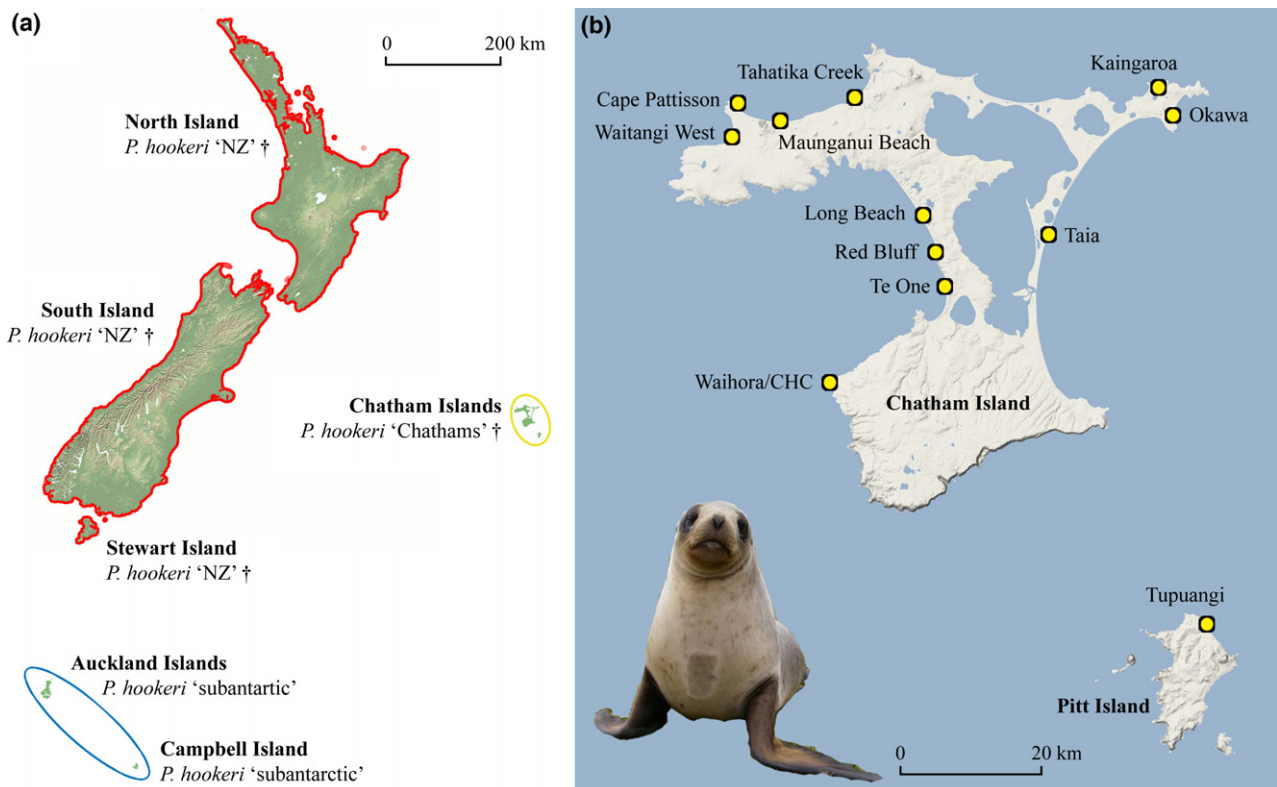 (a)
0 200 km
North Island
P. hookeri ‘NZ’ †
South Island
P. hookeri ‘NZ’ †
Chatham Islands
P. hookeri ‘Chathams’ †
Stewart Island
P. hookeri ‘NZ’ †
Auckland Islands
P. hookeri ‘subantartic’
Campbell Island
P. hookeri ‘subantarctic’
(b)
Kaingaroa
Tahatika Creek
Cape Pattisson
Okawa
Waitangi West
Maunganui Beach
Long Beach
Taia
Red Bluff
Te One
Waihora/CHC
Chatham Island
Tupuangi
Pitt Island
0 20 km